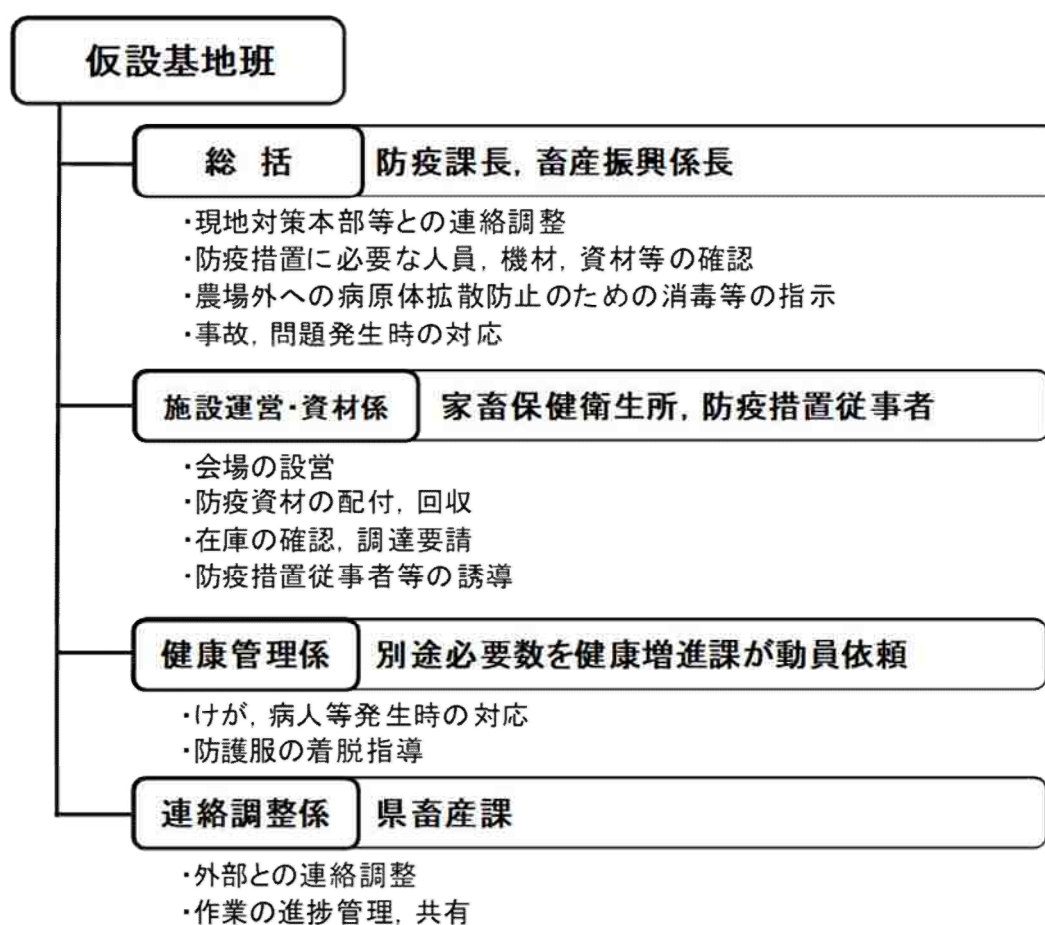 仮設基地班
総 括 防疫課長, 畜産振興係長
・現地対策本部等との連絡調整
・防疫措置に必要な人員, 機材, 資材等の確認
・農場外への病原体拡散防止のための消毒等の指示
・事故, 問題発生時の対応
施設運営・資材係 家畜保健衛生所, 防疫措置従事者
・会場の設営
・防疫資材の配付, 回収
・在庫の確認, 調達要請
・防疫措置従事者等の誘導
健康管理係 別途必要数を健康増進課が動員依頼
・けが, 病人等発生時の対応
・防護服の着脱指導
連絡調整係 県畜産課
・外部との連絡調整
・作業の進捗管理, 共有